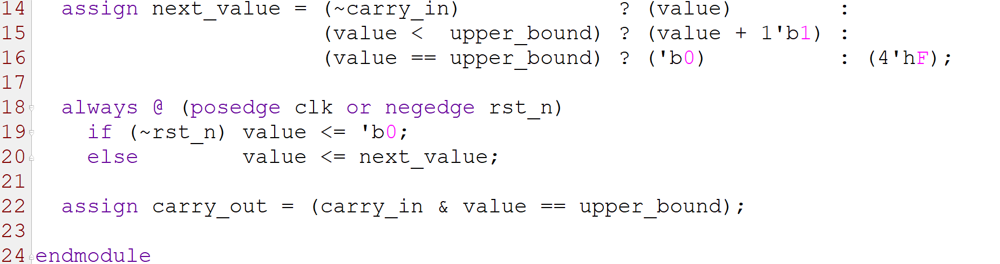 14 assign next_value = (~carry_in) ? (value) :
15 (value < upper_bound) ? (value + 1'b1) :
16 (value == upper_bound) ? ('b0) : (4'hF);
17
18 always @ (posedge clk or negedge rst_n)
19 if (~rst_n) value <= 'b0;
20 else value <= next_value;
21
22 assign carry_out = (carry_in & value == upper_bound);
23
24 endmodule